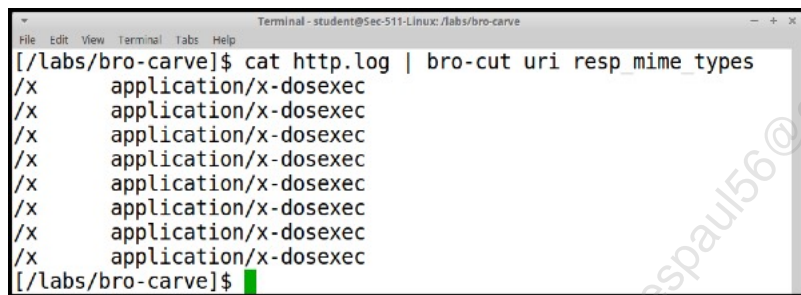 Terminal - student@Sec-511-Linux: /labs/bro-carve
File Edit View Terminal Tabs Help
[/labs/bro-carve]$ cat http.log | bro-cut uri resp_mime_types
/x application/x-dosexec
/x application/x-dosexec
/x application/x-dosexec
/x application/x-dosexec
/x application/x-dosexec
/x application/x-dosexec
/x application/x-dosexec
/x application/x-dosexec
[/labs/bro-carve]$
espaul56@